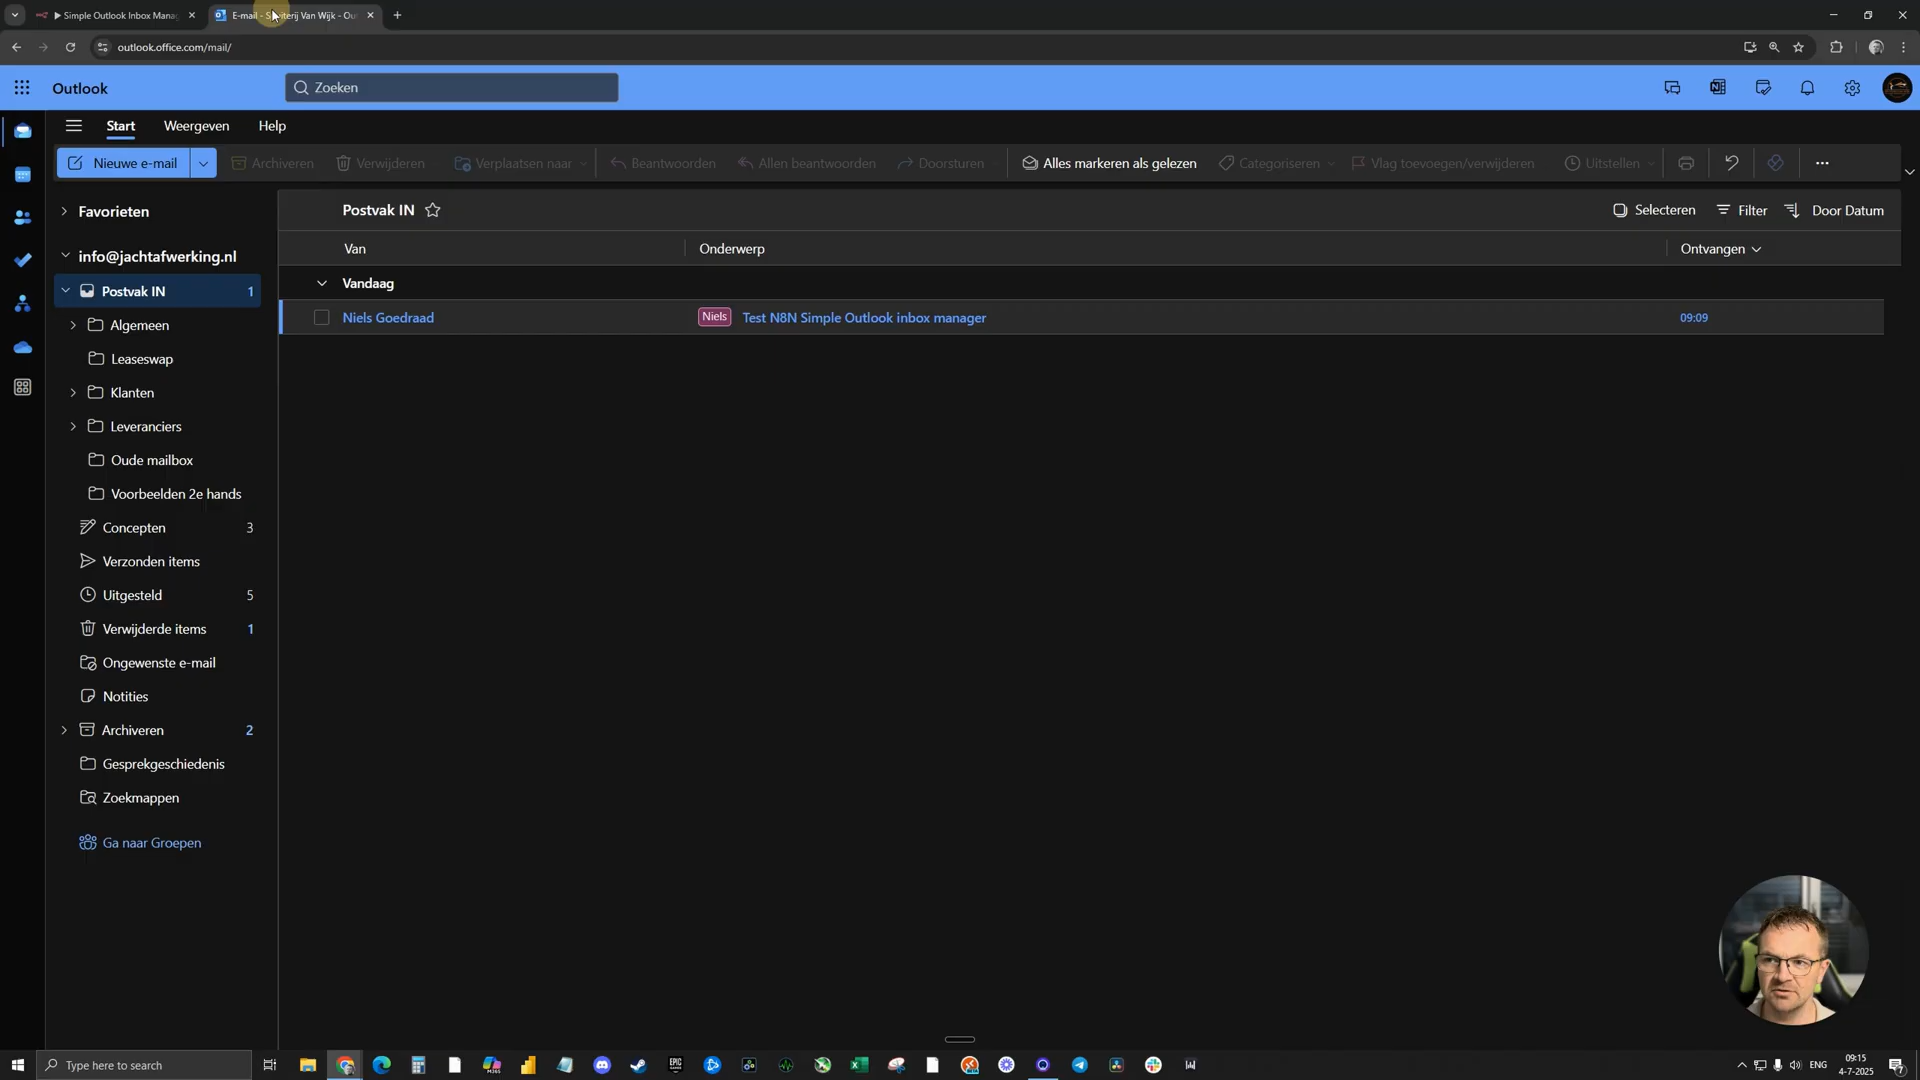 Simple Outlook Inbox Mana
E-mail - S iterij Van Wijk - Ou
outlook.office.com/mail/
Outlook
Zoeken
Start
Weergeven
Help
Nieuwe e-mail
Archiveren
Verwijderen
Verplaatsen naar
Beantwoorden
Allen beantwoorden
Doorsturen
Alles markeren als gelezen
Categoriseren
Vlag toevoegen/verwijderen
Uitstellen
Favorieten
info@jachtafwerking.nl
Postvak IN 1
Algemeen
Leaseswap
Klanten
Leveranciers
Oude mailbox
Voorbeelden 2e hands
Concepten 3
Verzonden items
Uitgesteld 5
Verwijderde items 1
Ongewenste e-mail
Notities
Archiveren 2
Gesprekgeschiedenis
Zoekmappen
Ga naar Groepen
Postvak IN
Selecteren
Filter
Door Datum
Van
Onderwerp
Ontvangen
Vandaag
Niels Goedraad
Niels
Test N8N Simple Outlook inbox manager
09:09
Type here to search
M365
EPIC
BETA
ENG
09:15
4-7-2025